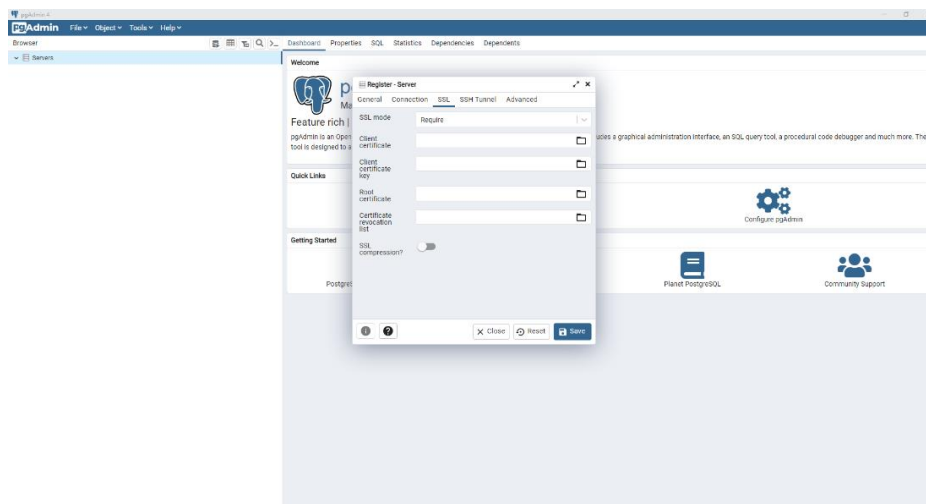 pgAdmin 4
pgAdmin File Object Tools Help
Browser
Dashboard Properties SQL Statistics Dependencies Dependents
Servers
Welcome
Register - Server
General Connection SSL SSH Tunnel Advanced
SSL mode
Require
Feature rich |
pgAdmin is an Open
udes a graphical administration interface, an SQL query tool, a procedural code debugger and much more. The
tool is designed to a
Client certificate
Client certificate key
Quick Links
Root certificate
Certificate revocation list
Configure pgAdmin
Getting Started
SSL compression?
Postgre
Planet PostgreSQL
Community Support
Close Reset Save